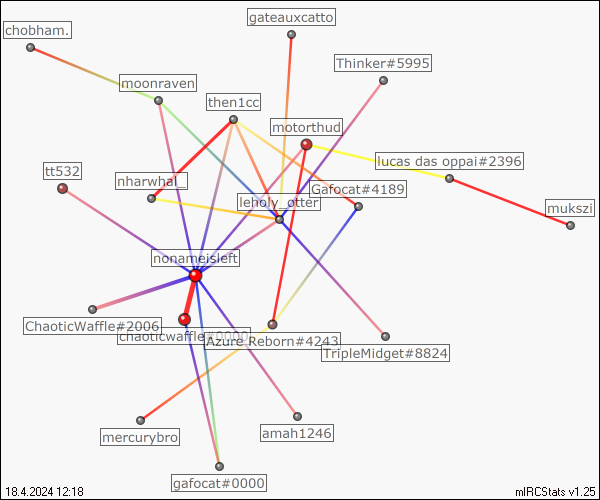 gateauxcatto
chobham.
Thinker#5995
moonraven
then1cc
motorthud
lucas das oppai#2396
tt532
nharwhal_
Gafocat#4189
leholy_otter
mukszi
nonameisleft
ChaoticWaffle#2006
chaoticwaffle#0000
Azure Reborn#4243
TripleMidget#8824
mercurybro
amah1246
gafocat#0000
18.4.2024 12:18
mIRCStats v1.25